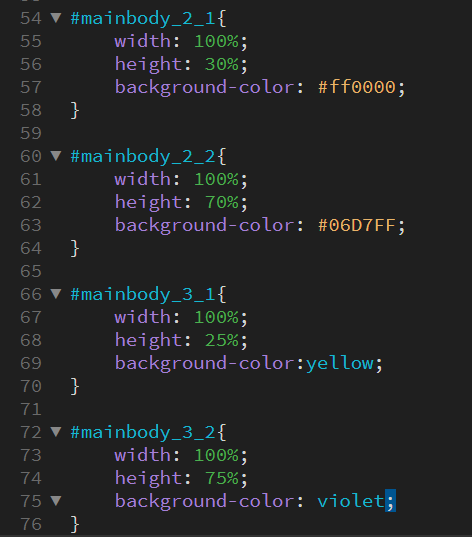 54 ▼ #mainbody_2_1{
55 width: 100%;
56 height: 30%;
57 background-color: #ff0000;
58 }
59
60 ▼ #mainbody_2_2{
61 width: 100%;
62 height: 70%;
63 background-color: #06D7FF;
64 }
65
66 ▼ #mainbody_3_1{
67 width: 100%;
68 height: 25%;
69 background-color:yellow;
70 }
71
72 ▼ #mainbody_3_2{
73 width: 100%;
74 height: 75%;
75 ▼ background-color: violet;
76 }